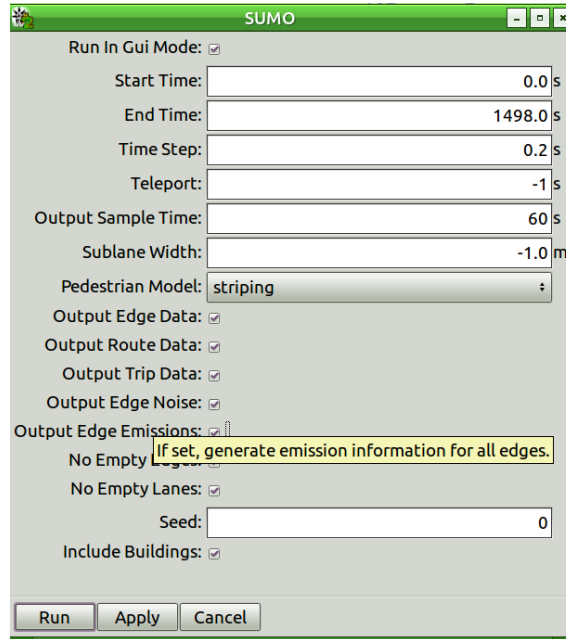 SUMO
Run In Gui Mode:
Start Time: 0.0 s
End Time: 1498.0 s
Time Step: 0.2 s
Teleport: -1 s
Output Sample Time: 60 s
Sublane Width: -1.0 m
Pedestrian Model: striping
Output Edge Data:
Output Route Data:
Output Trip Data:
Output Edge Noise:
Output Edge Emissions:
If set, generate emission information for all edges.
No Empty
No Empty Lanes:
Seed: 0
Include Buildings:
Run Apply Cancel